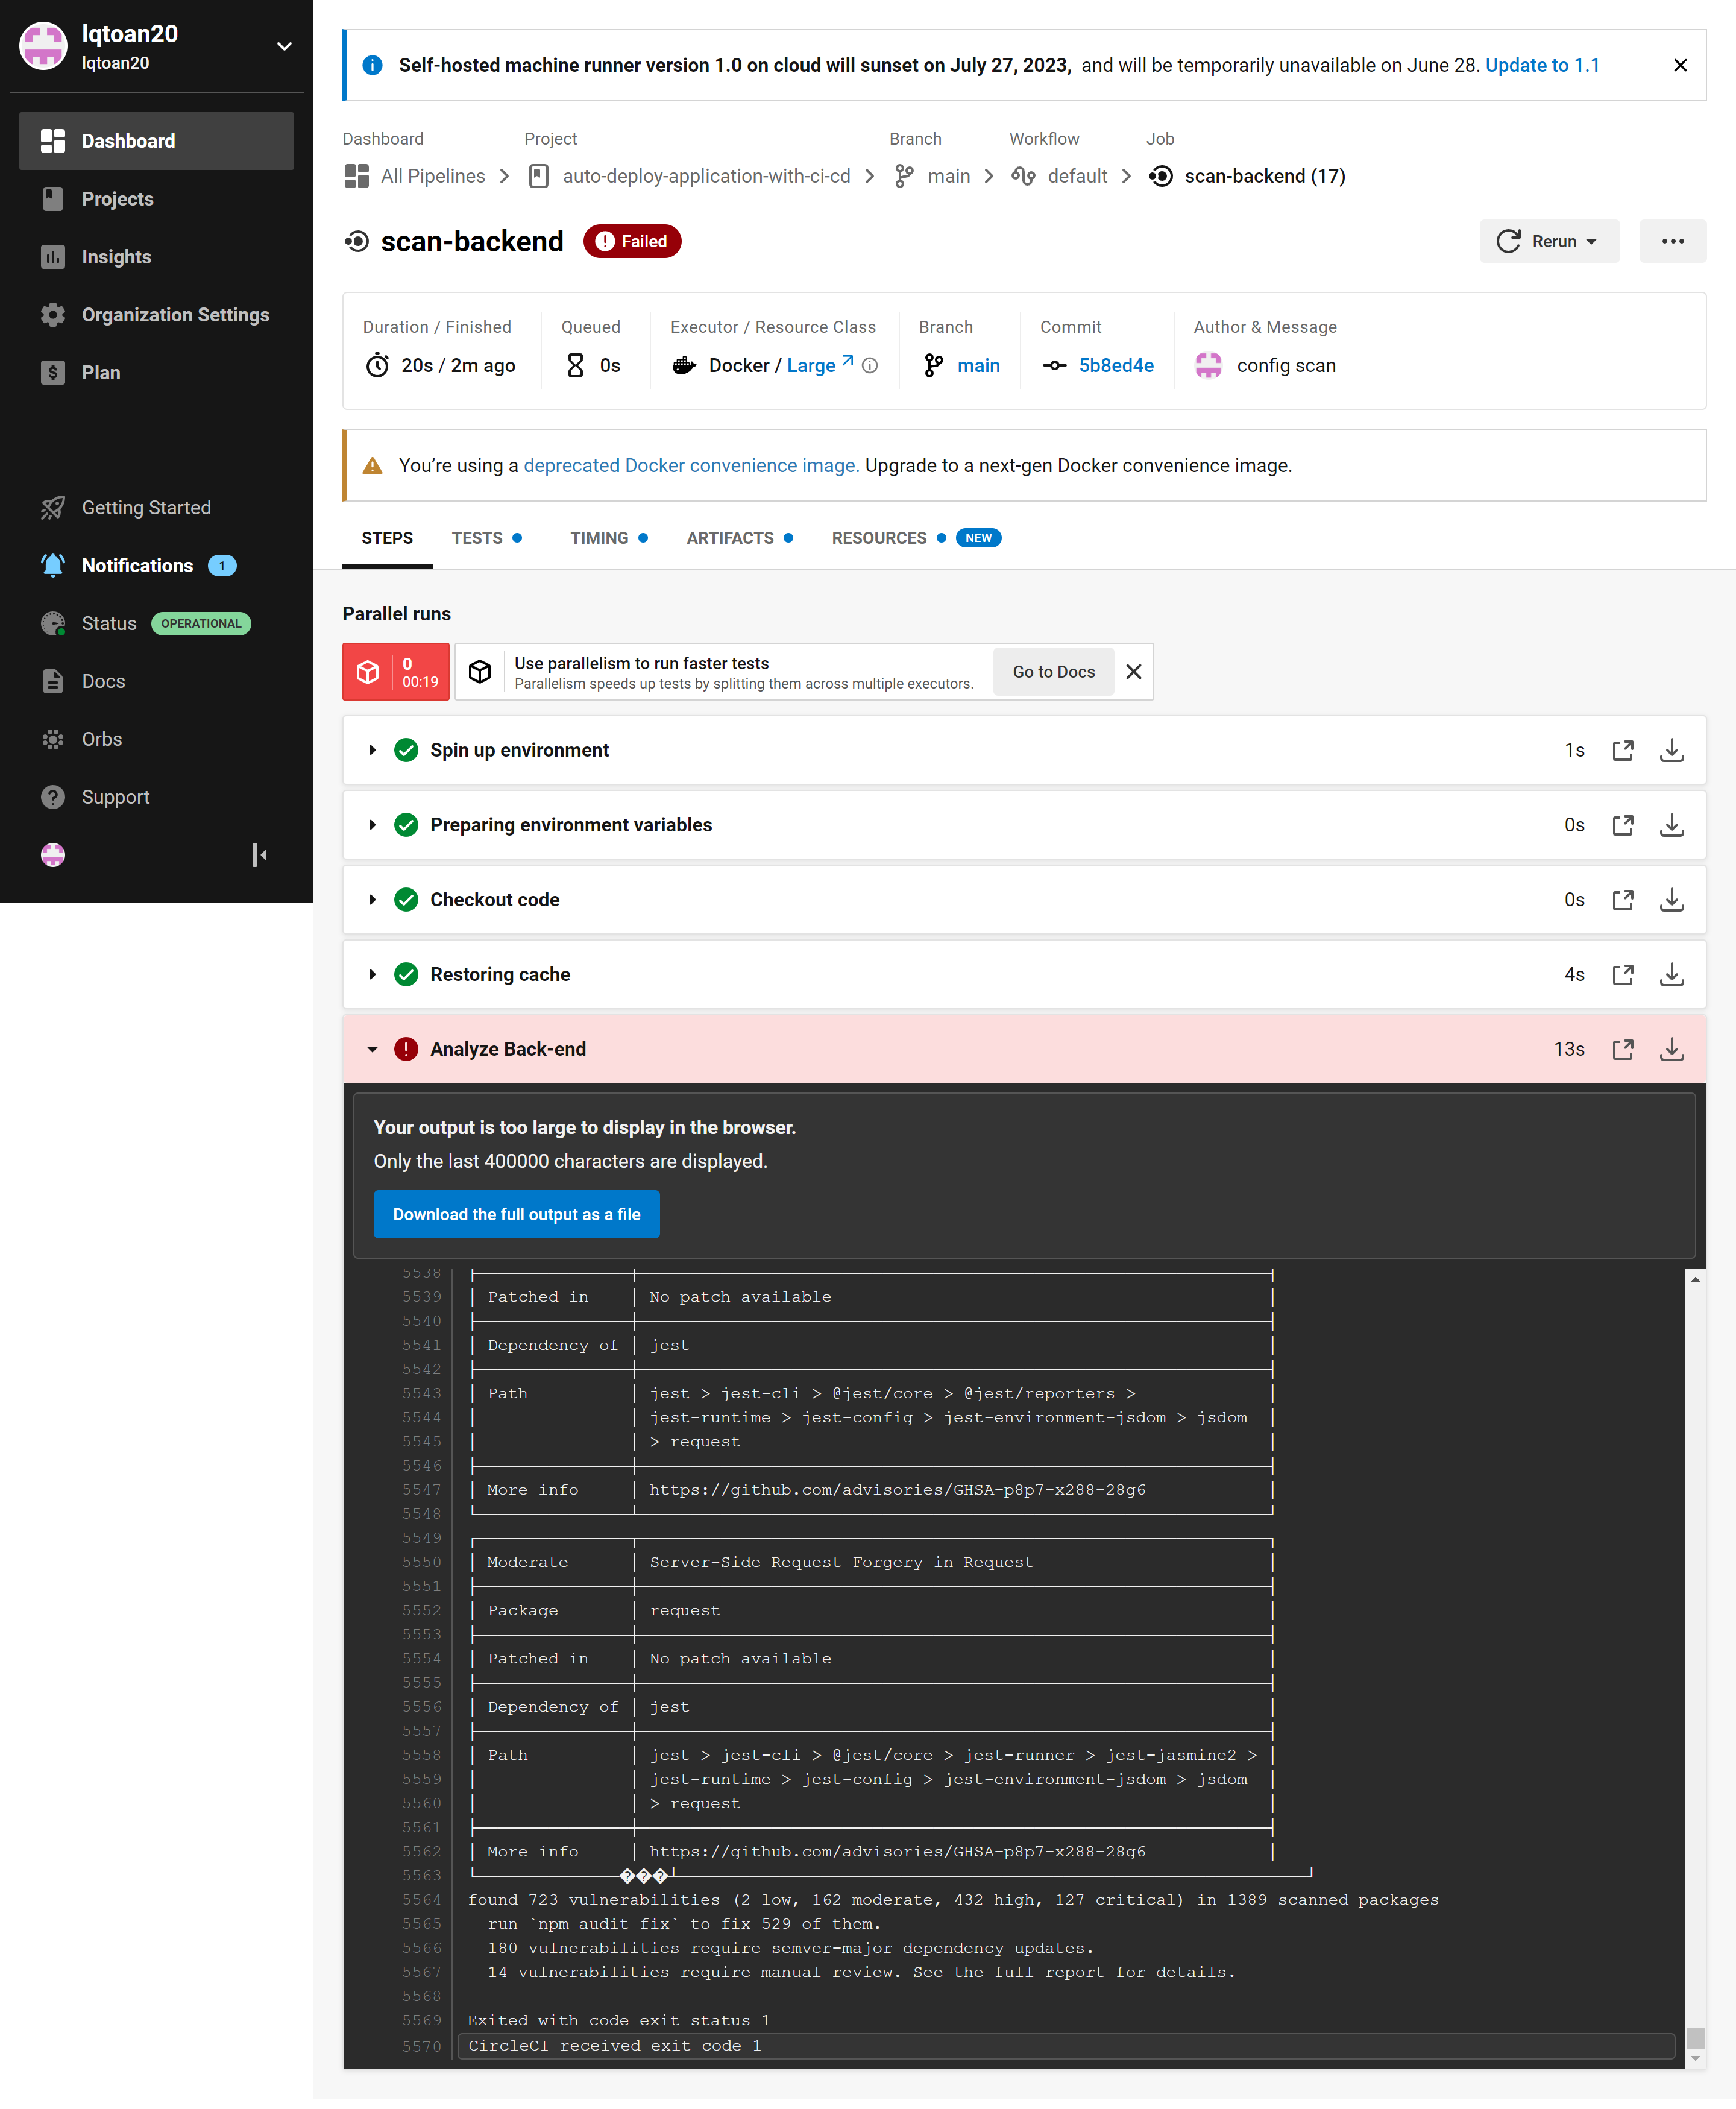 lqtoan20
lqtoan20
Dashboard
Projects
Insights
Organization Settings
Plan
Getting Started
Notifications 1
Status OPERATIONAL
Docs
Orbs
Support
Self-hosted machine runner version 1.0 on cloud will sunset on July 27, 2023, and will be temporarily unavailable on June 28. Update to 1.1
Dashboard Project Branch Workflow Job
All Pipelines auto-deploy-application-with-ci-cd main default scan-backend (17)
scan-backend Failed Rerun
Duration / Finished Queued Executor / Resource Class Branch Commit Author & Message
20s / 2m ago 0s Docker / Large main 5b8ed4e config scan
You’re using a deprecated Docker convenience image. Upgrade to a next-gen Docker convenience image.
STEPS TESTS TIMING ARTIFACTS RESOURCES NEW
Parallel runs
0
00:19
Use parallelism to run faster tests
Parallelism speeds up tests by splitting them across multiple executors.
Go to Docs
Spin up environment 1s
Preparing environment variables 0s
Checkout code 0s
Restoring cache 4s
Analyze Back-end 13s
Your output is too large to display in the browser.
Only the last 400000 characters are displayed.
Download the full output as a file
5538
5539 Patched in No patch available
5540
5541 Dependency of jest
5542
5543 Path jest > jest-cli > @jest/core > @jest/reporters >
5544 jest-runtime > jest-config > jest-environment-jsdom > jsdom
5545 > request
5546
5547 More info https://github.com/advisories/GHSA-p8p7-x288-28g6
5548
5549
5550 Moderate Server-Side Request Forgery in Request
5551
5552 Package request
5553
5554 Patched in No patch available
5555
5556 Dependency of jest
5557
5558 Path jest > jest-cli > @jest/core > jest-runner > jest-jasmine2 >
5559 jest-runtime > jest-config > jest-environment-jsdom > jsdom
5560 > request
5561
5562 More info https://github.com/advisories/GHSA-p8p7-x288-28g6
5563 ���
5564 found 723 vulnerabilities (2 low, 162 moderate, 432 high, 127 critical) in 1389 scanned packages
5565 run `npm audit fix` to fix 529 of them.
5566 180 vulnerabilities require semver-major dependency updates.
5567 14 vulnerabilities require manual review. See the full report for details.
5568
5569 Exited with code exit status 1
5570 CircleCI received exit code 1